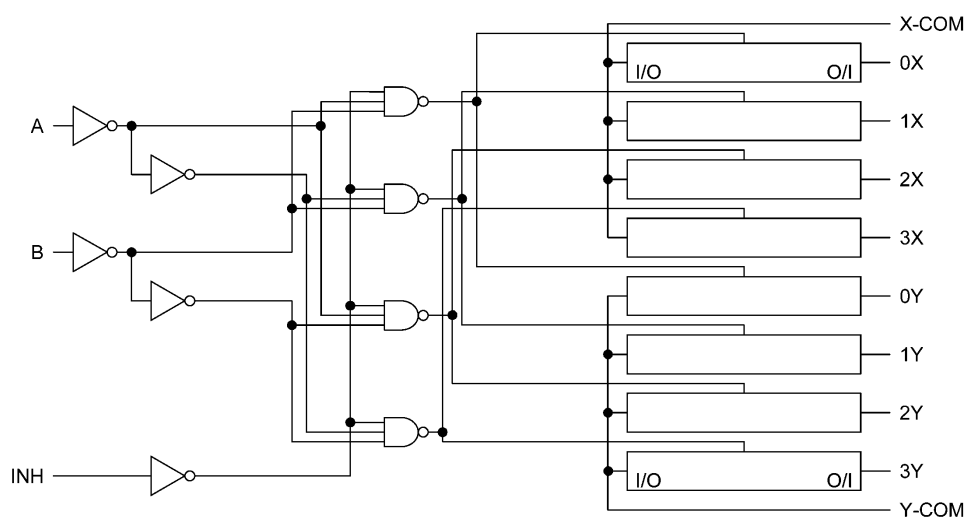 X-COM
I/O O/I 0X
A
1X
2X
B
3X
0Y
1Y
2Y
INH
I/O O/I 3Y
Y-COM